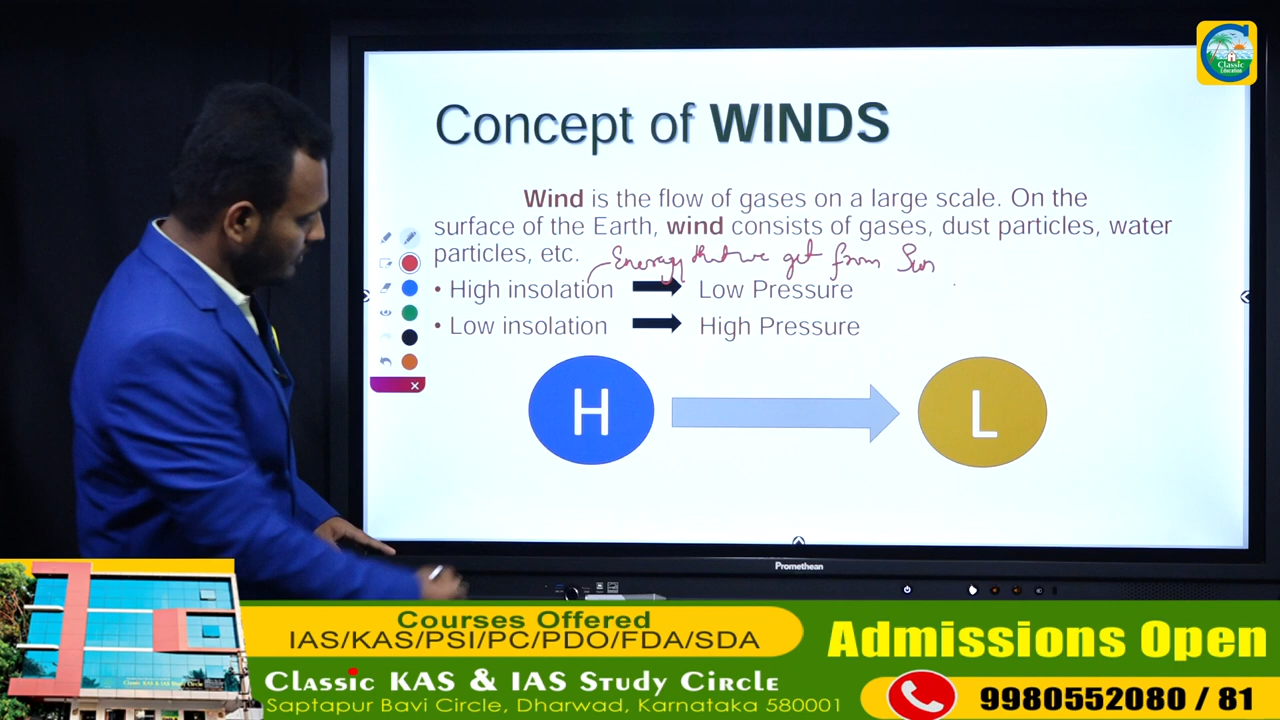 Classic
Education
Concept of WINDS
Wind is the flow of gases on a large scale. On the
surface of the Earth, wind consists of gases, dust particles, water
particles, etc.
Energy that we get from Sun
• High insolation Low Pressure
• Low insolation High Pressure
H L
Promethean
Courses Offered
IAS/KAS/PSI/PC/PDO/FDA/SDA
Classic KAS & IAS Study Circle
Saptapur Bavi Circle, Dharwad, Karnataka 580001
Admissions Open
9980552080 / 81